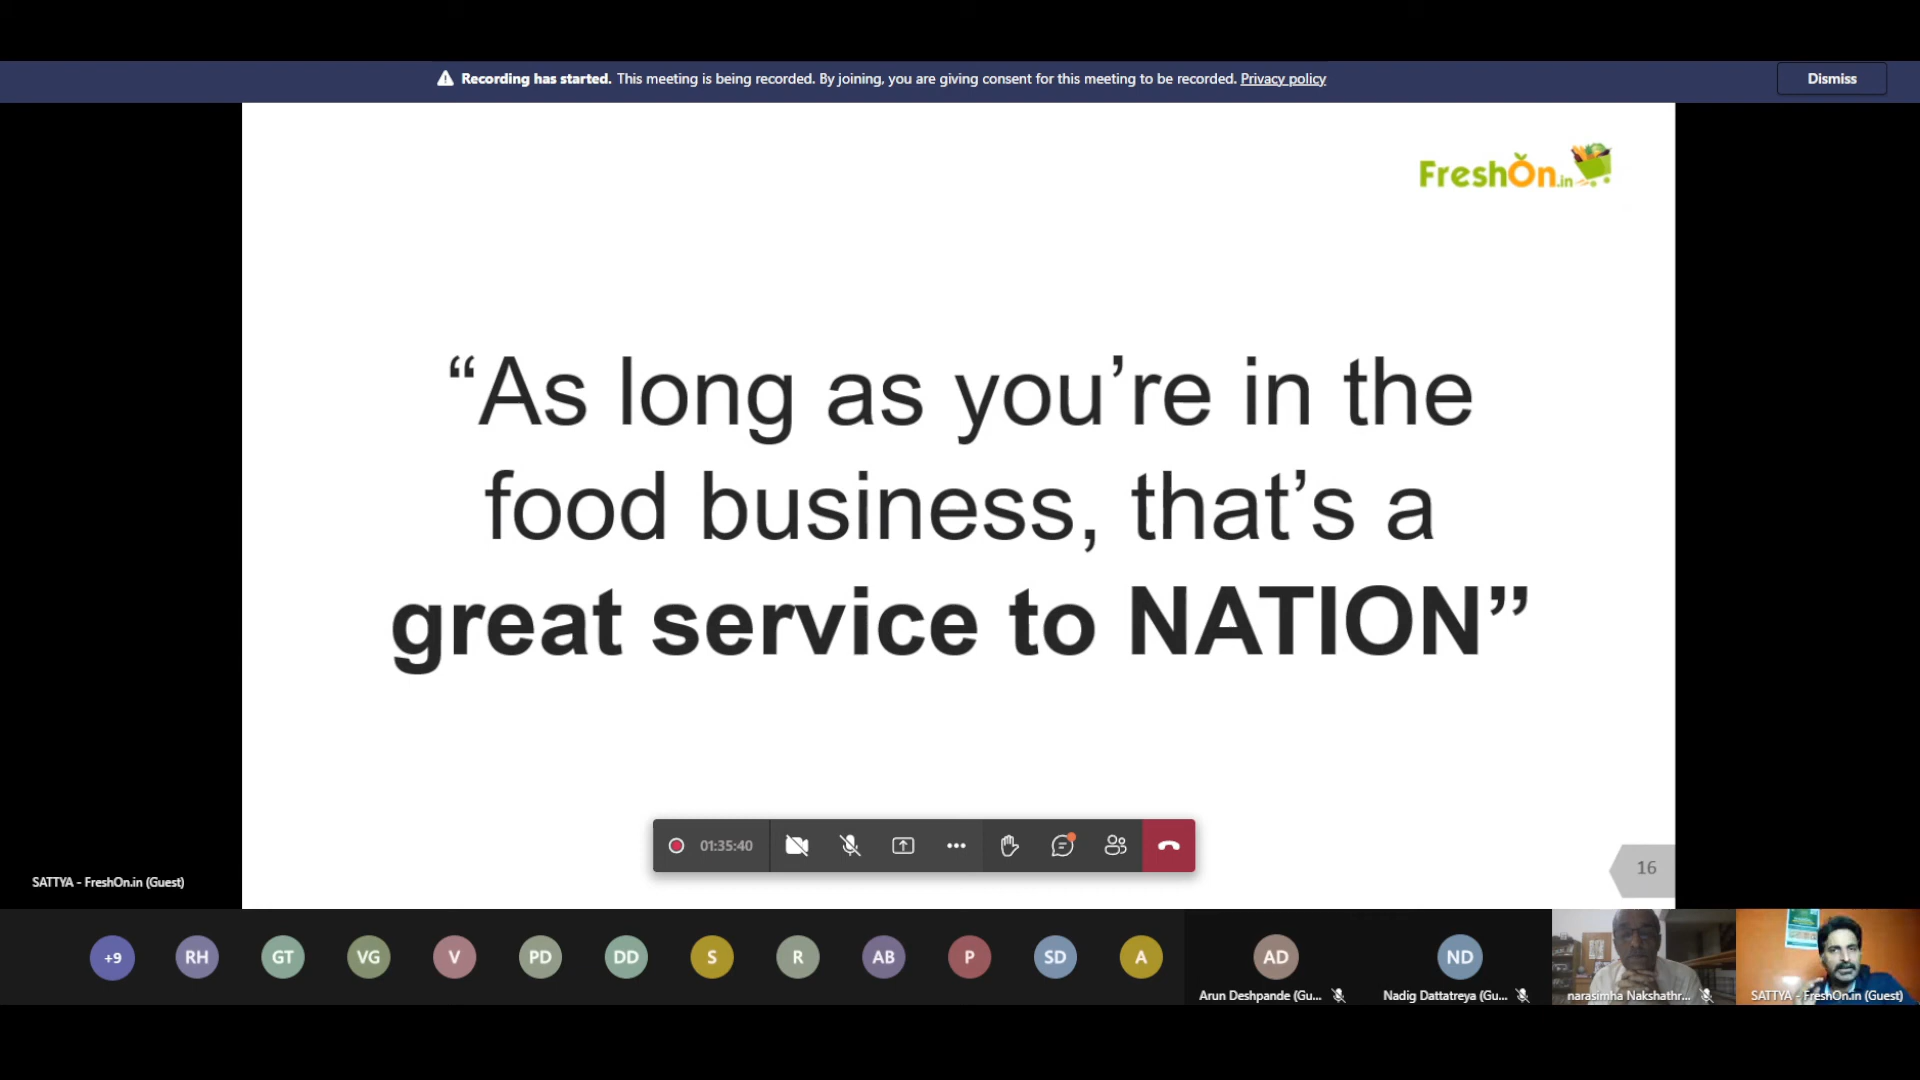 Recording has started. This meeting is being recorded. By joining, you are giving consent for this meeting to be recorded. Privacy policy
Dismiss
FreshOn.in
“As long as you’re in the
food business, that’s a
great service to NATION”
01:35:40
16
SATTYA - FreshOn.in (Guest)
+9
RH
GT
VG
V
PD
DD
S
R
AB
P
SD
A
AD
Arun Deshpande (Gu...
ND
Nadig Dattatreya (Gu...
narasimha Nakshathr...
SATTYA - FreshOn.in (Guest)